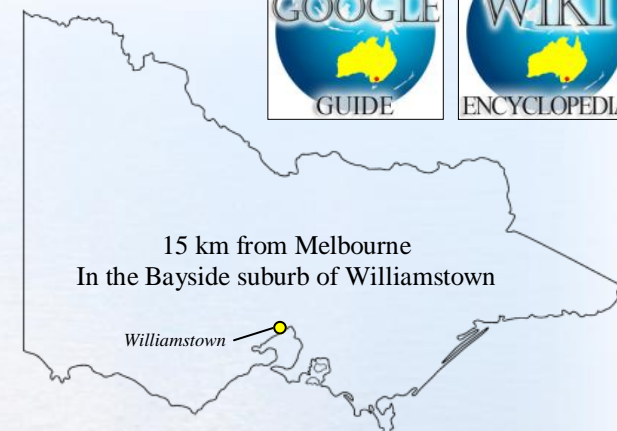 GOOGLE
GUIDE
WIKI
ENCYCLOPEDIA
15 km from Melbourne
In the Bayside suburb of Williamstown
Williamstown